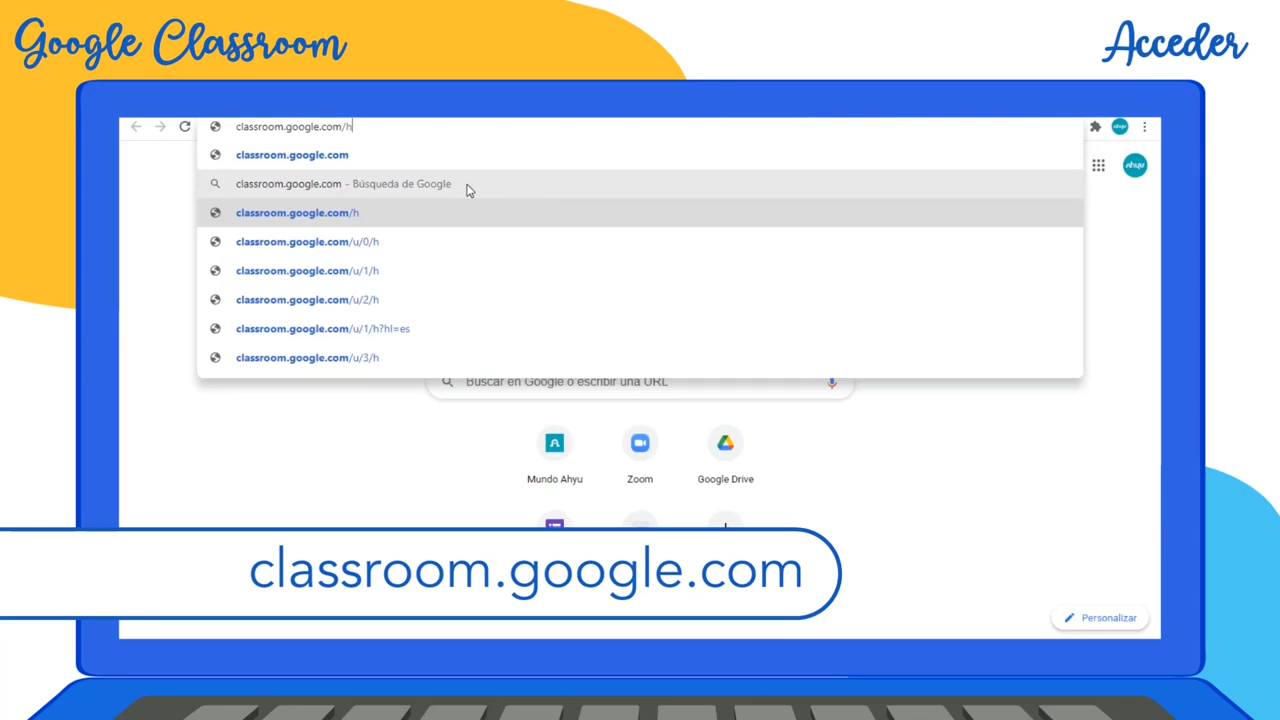 Google Classroom
Acceder
classroom.google.com/h
classroom.google.com
classroom.google.com - Búsqueda de Google
classroom.google.com/h
classroom.google.com/u/0/h
classroom.google.com/u/1/h
classroom.google.com/u/2/h
classroom.google.com/u/1/h?hl=es
classroom.google.com/u/3/h
Buscar en Google o escribir una URL
Mundo Ahyu
Zoom
Google Drive
classroom.google.com
Personalizar